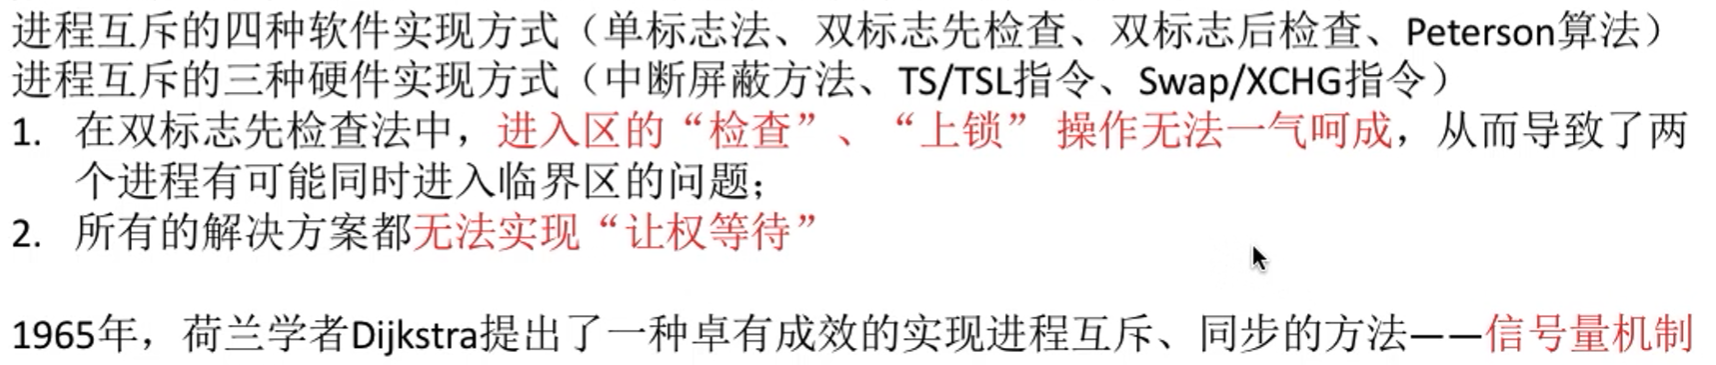 进程互斥的四种软件实现方式（单标志法、双标志先检查、双标志后检查、Peterson算法）
进程互斥的三种硬件实现方式（中断屏蔽方法、TS/TSL指令、Swap/XCHG指令）
1. 在双标志先检查法中，进入区的“检查”、“上锁” 操作无法一气呵成，从而导致了两
个进程有可能同时进入临界区的问题；
2. 所有的解决方案都无法实现“让权等待”
1965年，荷兰学者Dijkstra提出了一种卓有成效的实现进程互斥、同步的方法——信号量机制